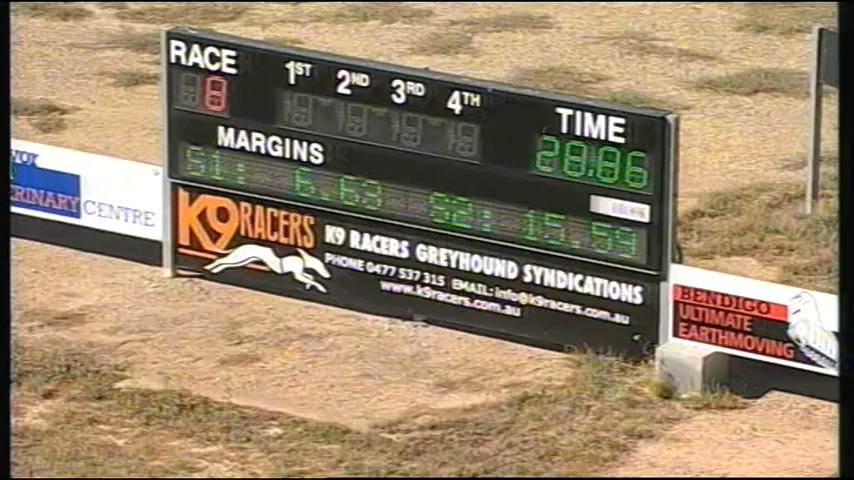 RACE 1ST 2ND 3RD 4TH TIME
8 28.86
MARGINS
S1: 6.63 S2: 15.59
K9 RACERS
K9 RACERS GREYHOUND SYNDICATIONS
PHONE 0477 537 315 EMAIL: info@k9racers.com.au
www.k9racers.com.au
CENTRE
BENDIGO
ULTIMATE
EARTHMOVING